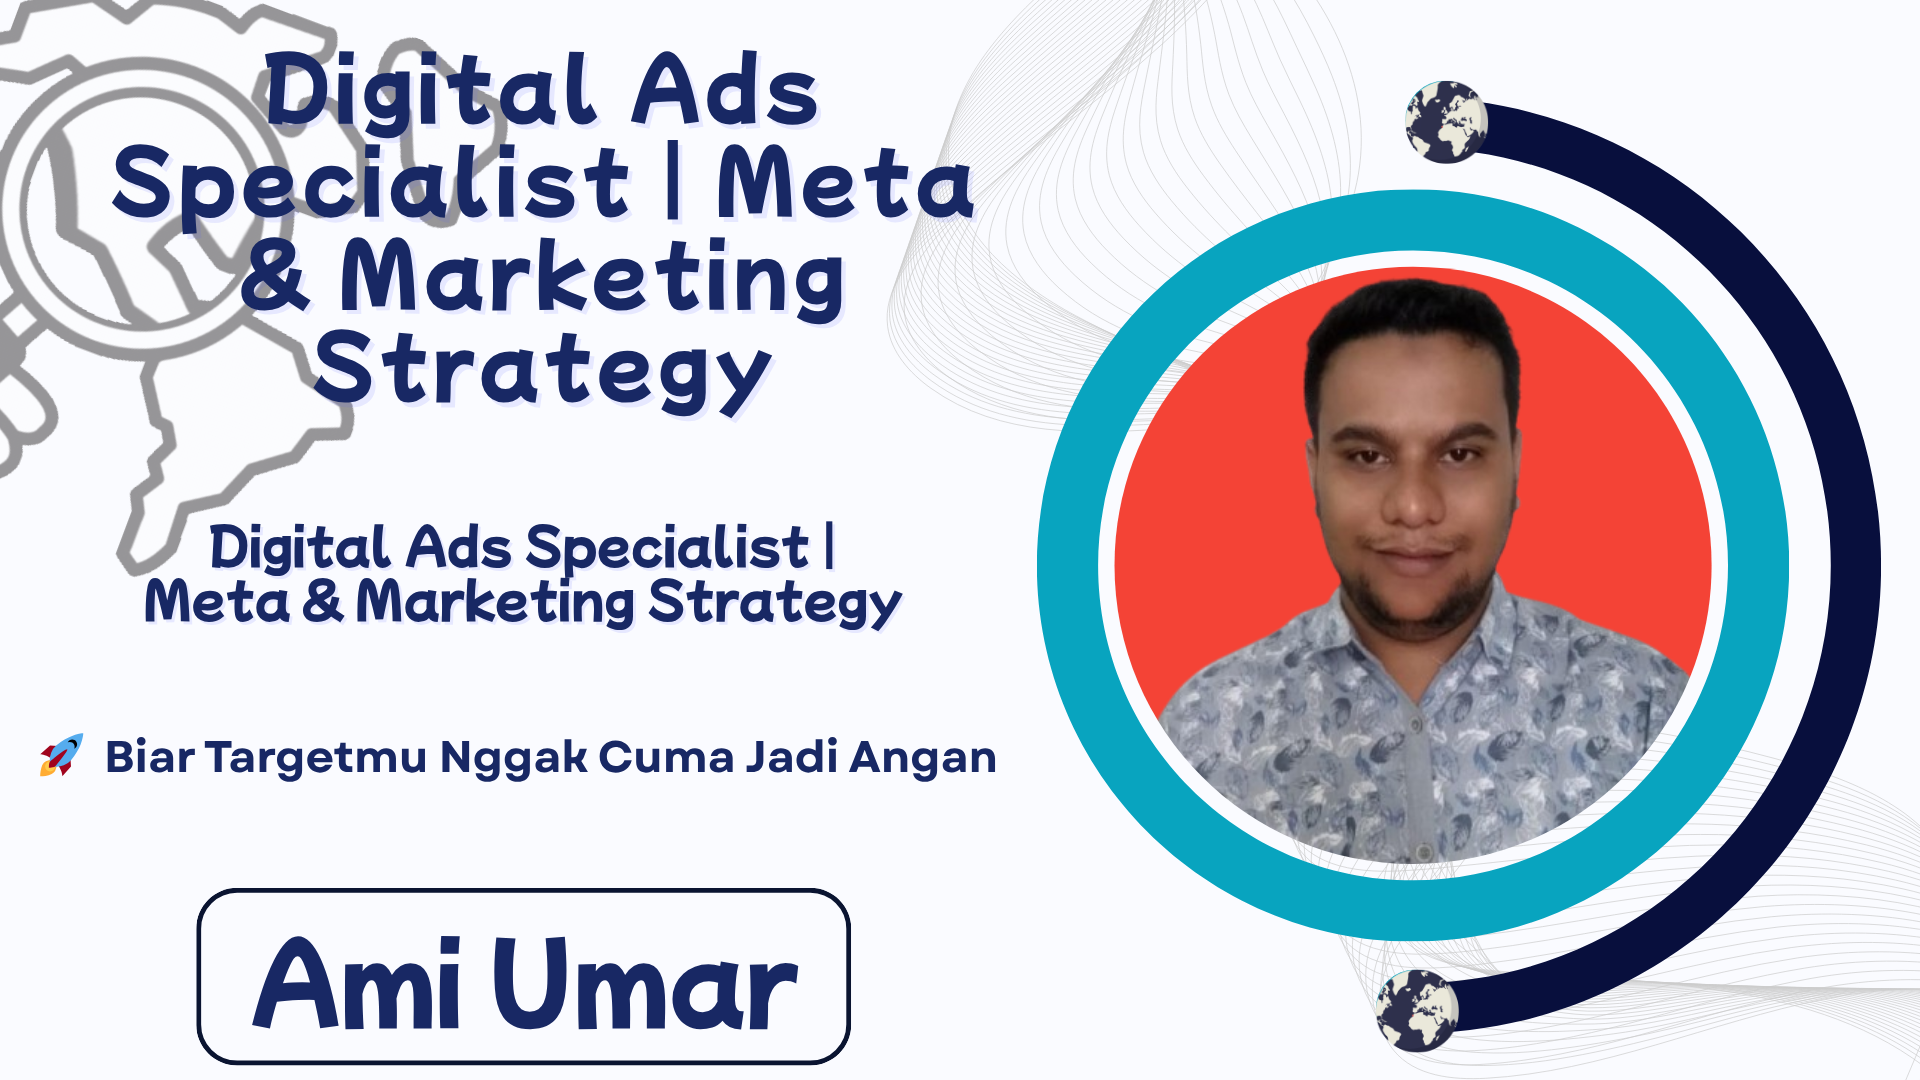 Digital Ads
Specialist | Meta
& Marketing
Strategy
Digital Ads Specialist |
Meta & Marketing Strategy
🚀 Biar Targetmu Nggak Cuma Jadi Angan
Ami Umar